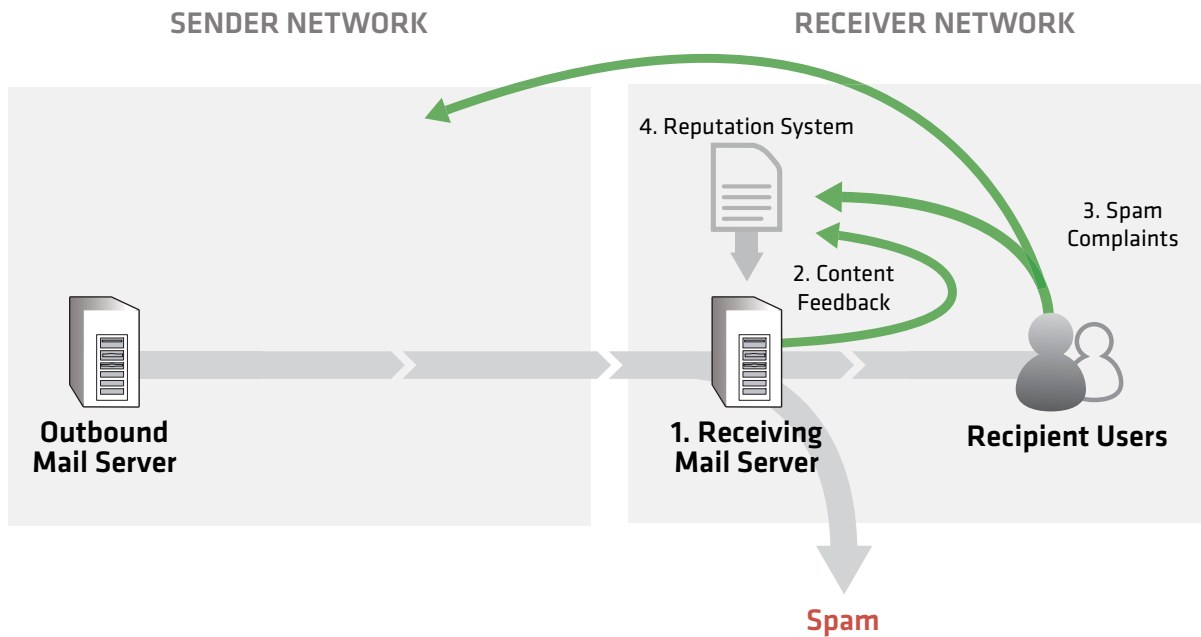 SENDER NETWORK
RECEIVER NETWORK
4. Reputation System
3. Spam
Complaints
2. Content
Feedback
Outbound
Mail Server
1. Receiving
Mail Server
Recipient Users
Spam